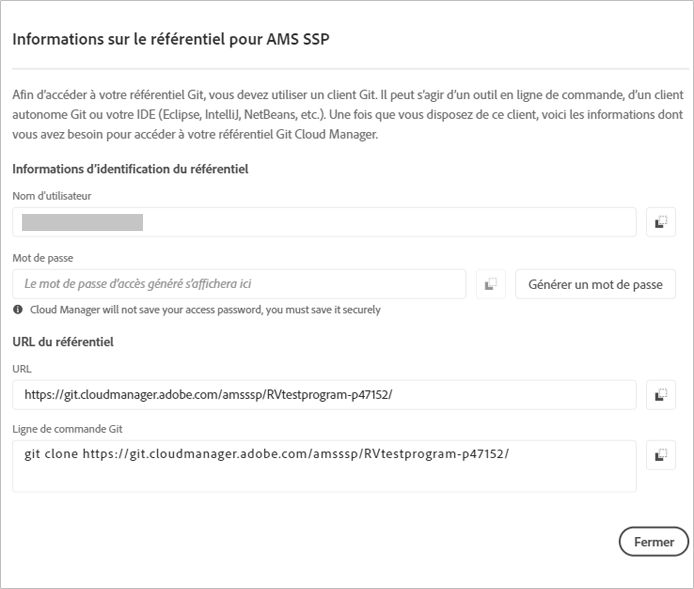 Informations sur le référentiel pour AMS SSP
Afin d'accéder à votre référentiel Git, vous devez utiliser un client Git. Il peut s'agir d'un outil en ligne de commande, d'un client
autonome Git ou votre IDE (Eclipse, IntelliJ, NetBeans, etc.). Une fois que vous disposez de ce client, voici les informations dont
vous avez besoin pour accéder à votre référentiel Git Cloud Manager.
Informations d'identification du référentiel
Nom d'utilisateur
Mot de passe
Le mot de passe d'accès généré s'affichera ici
Générer un mot de passe
Cloud Manager will not save your access password, you must save it securely
URL du référentiel
URL
https://git.cloudmanager.adobe.com/amsssp/RVtestprogram-p47152/
Ligne de commande Git
git clone https://git.cloudmanager.adobe.com/amsssp/RVtestprogram-p47152/
Fermer